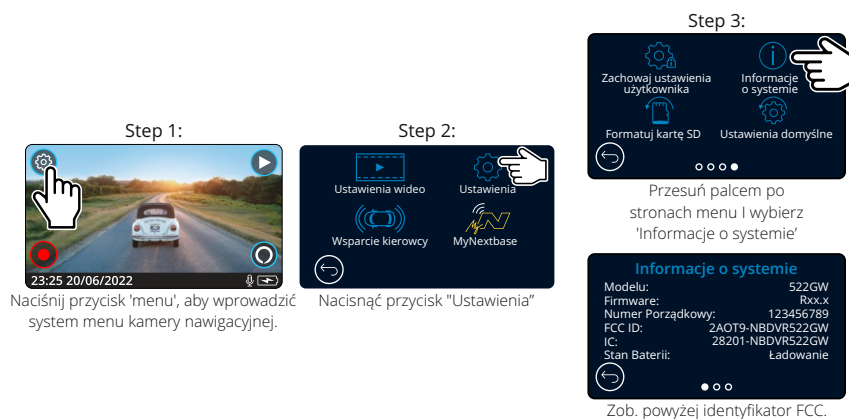 Step 1:
23:25 20/06/2022
Naciśnij przycisk 'menu', aby wprowadzić
system menu kamery nawigacyjnej.
Step 2:
Ustawienia wideo
Ustawienia
Wsparcie kierowcy
MyNextbase
Nacisnąć przycisk "Ustawienia”
Step 3:
Zachowaj ustawienia
użytkownika
Informacje
o systemie
Formatuj kartę SD
Ustawienia domyślne
Przesuń palcem po
stronach menu I wybierz
'Informacje o systemie’
Informacje o systemie
Modelu: 522GW
Firmware: Rxx.x
Numer Porządkowy: 123456789
FCC ID: 2AOT9-NBDVR522GW
IC: 28201-NBDVR522GW
Stan Baterii: Ładowanie
Zob. powyżej identyfikator FCC.